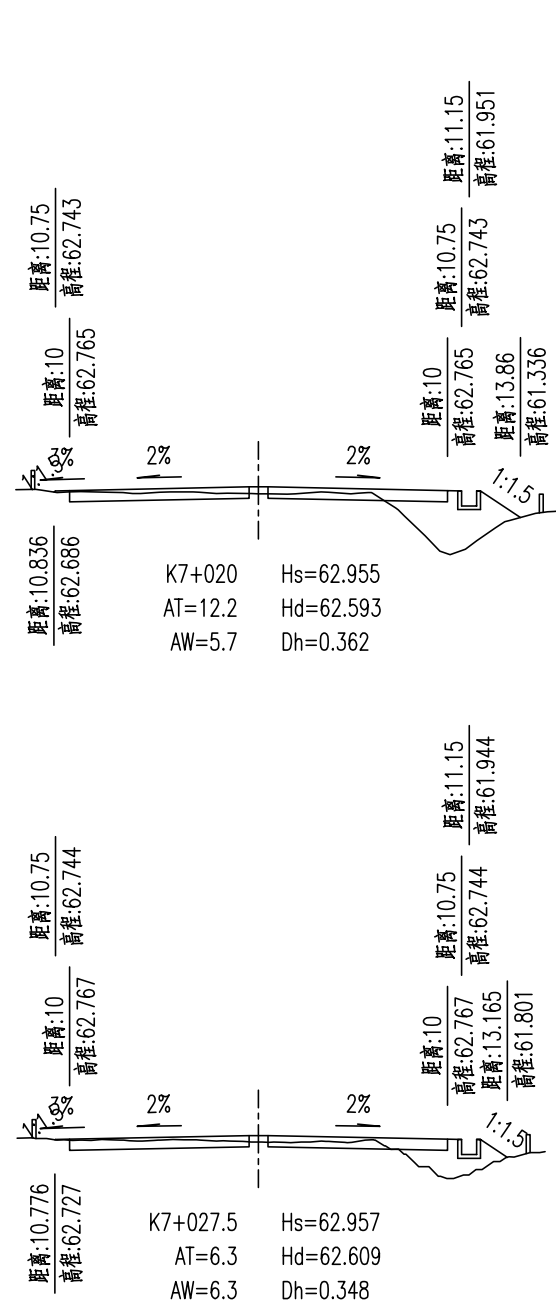 距离:11.15
高程:61.951
距离:10.75
高程:62.743
距离:10.75
高程:62.743
距离:10
高程:62.765
距离:10
高程:62.765
距离:13.86
高程:61.336
3%
2%
2%
1:1.5
距离:10.836
高程:62.686
K7+020
Hs=62.955
AT=12.2
Hd=62.593
AW=5.7
Dh=0.362
距离:11.15
高程:61.944
距离:10.75
高程:62.744
距离:10.75
高程:62.744
距离:10
高程:62.767
距离:10
高程:62.767
距离:13.165
高程:61.801
3%
2%
2%
1:1.5
距离:10.776
高程:62.727
K7+027.5
Hs=62.957
AT=6.3
Hd=62.609
AW=6.3
Dh=0.348